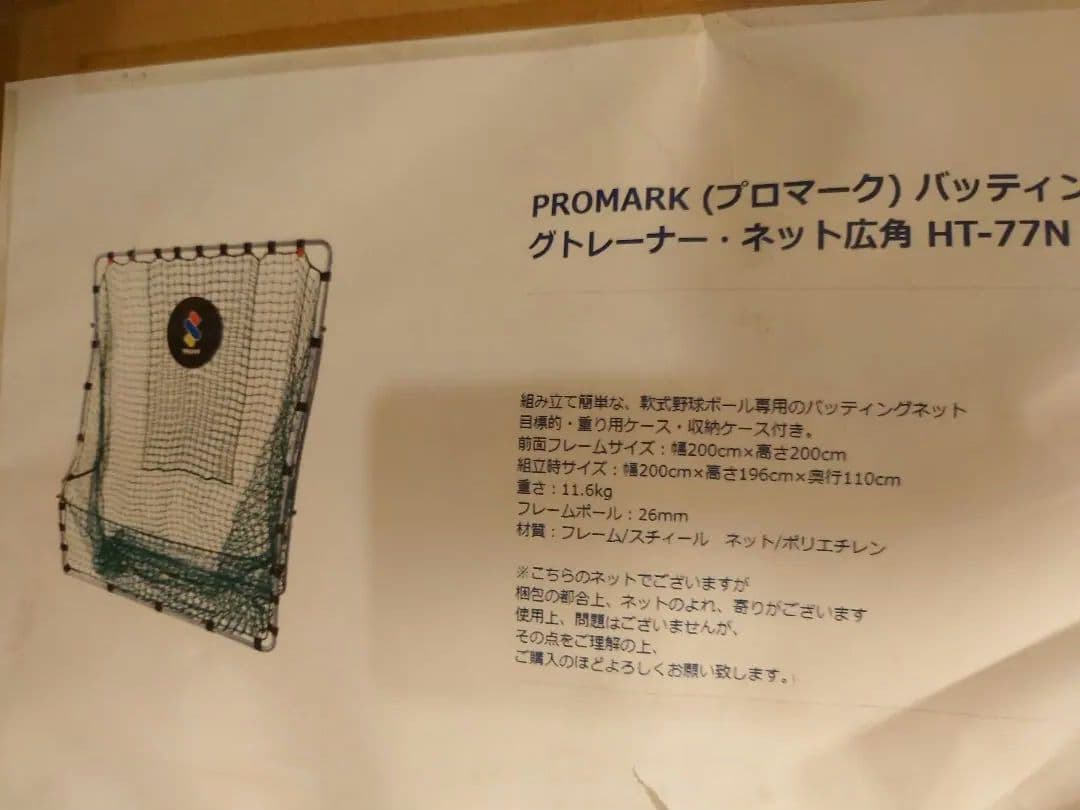 PROMARK (プロマーク) バッティン
グトレーナー・ネット広角 HT-77N
組み立て簡単な、軟式野球ボール専用のバッティングネット
目標的・重り用ケース・収納ケース付き。
前面フレームサイズ：幅200cm×高さ200cm
組立時サイズ：幅200cm×高さ196cm×奥行110cm
重さ：11.6kg
フレームポール：26mm
材質：フレーム/スチィール　ネット/ポリエチレン
※こちらのネットでございますが
梱包の都合上、ネットのよれ、寄りがございます
使用上、問題はございませんが、
その点をご理解の上、
ご購入のほどよろしくお願い致します。